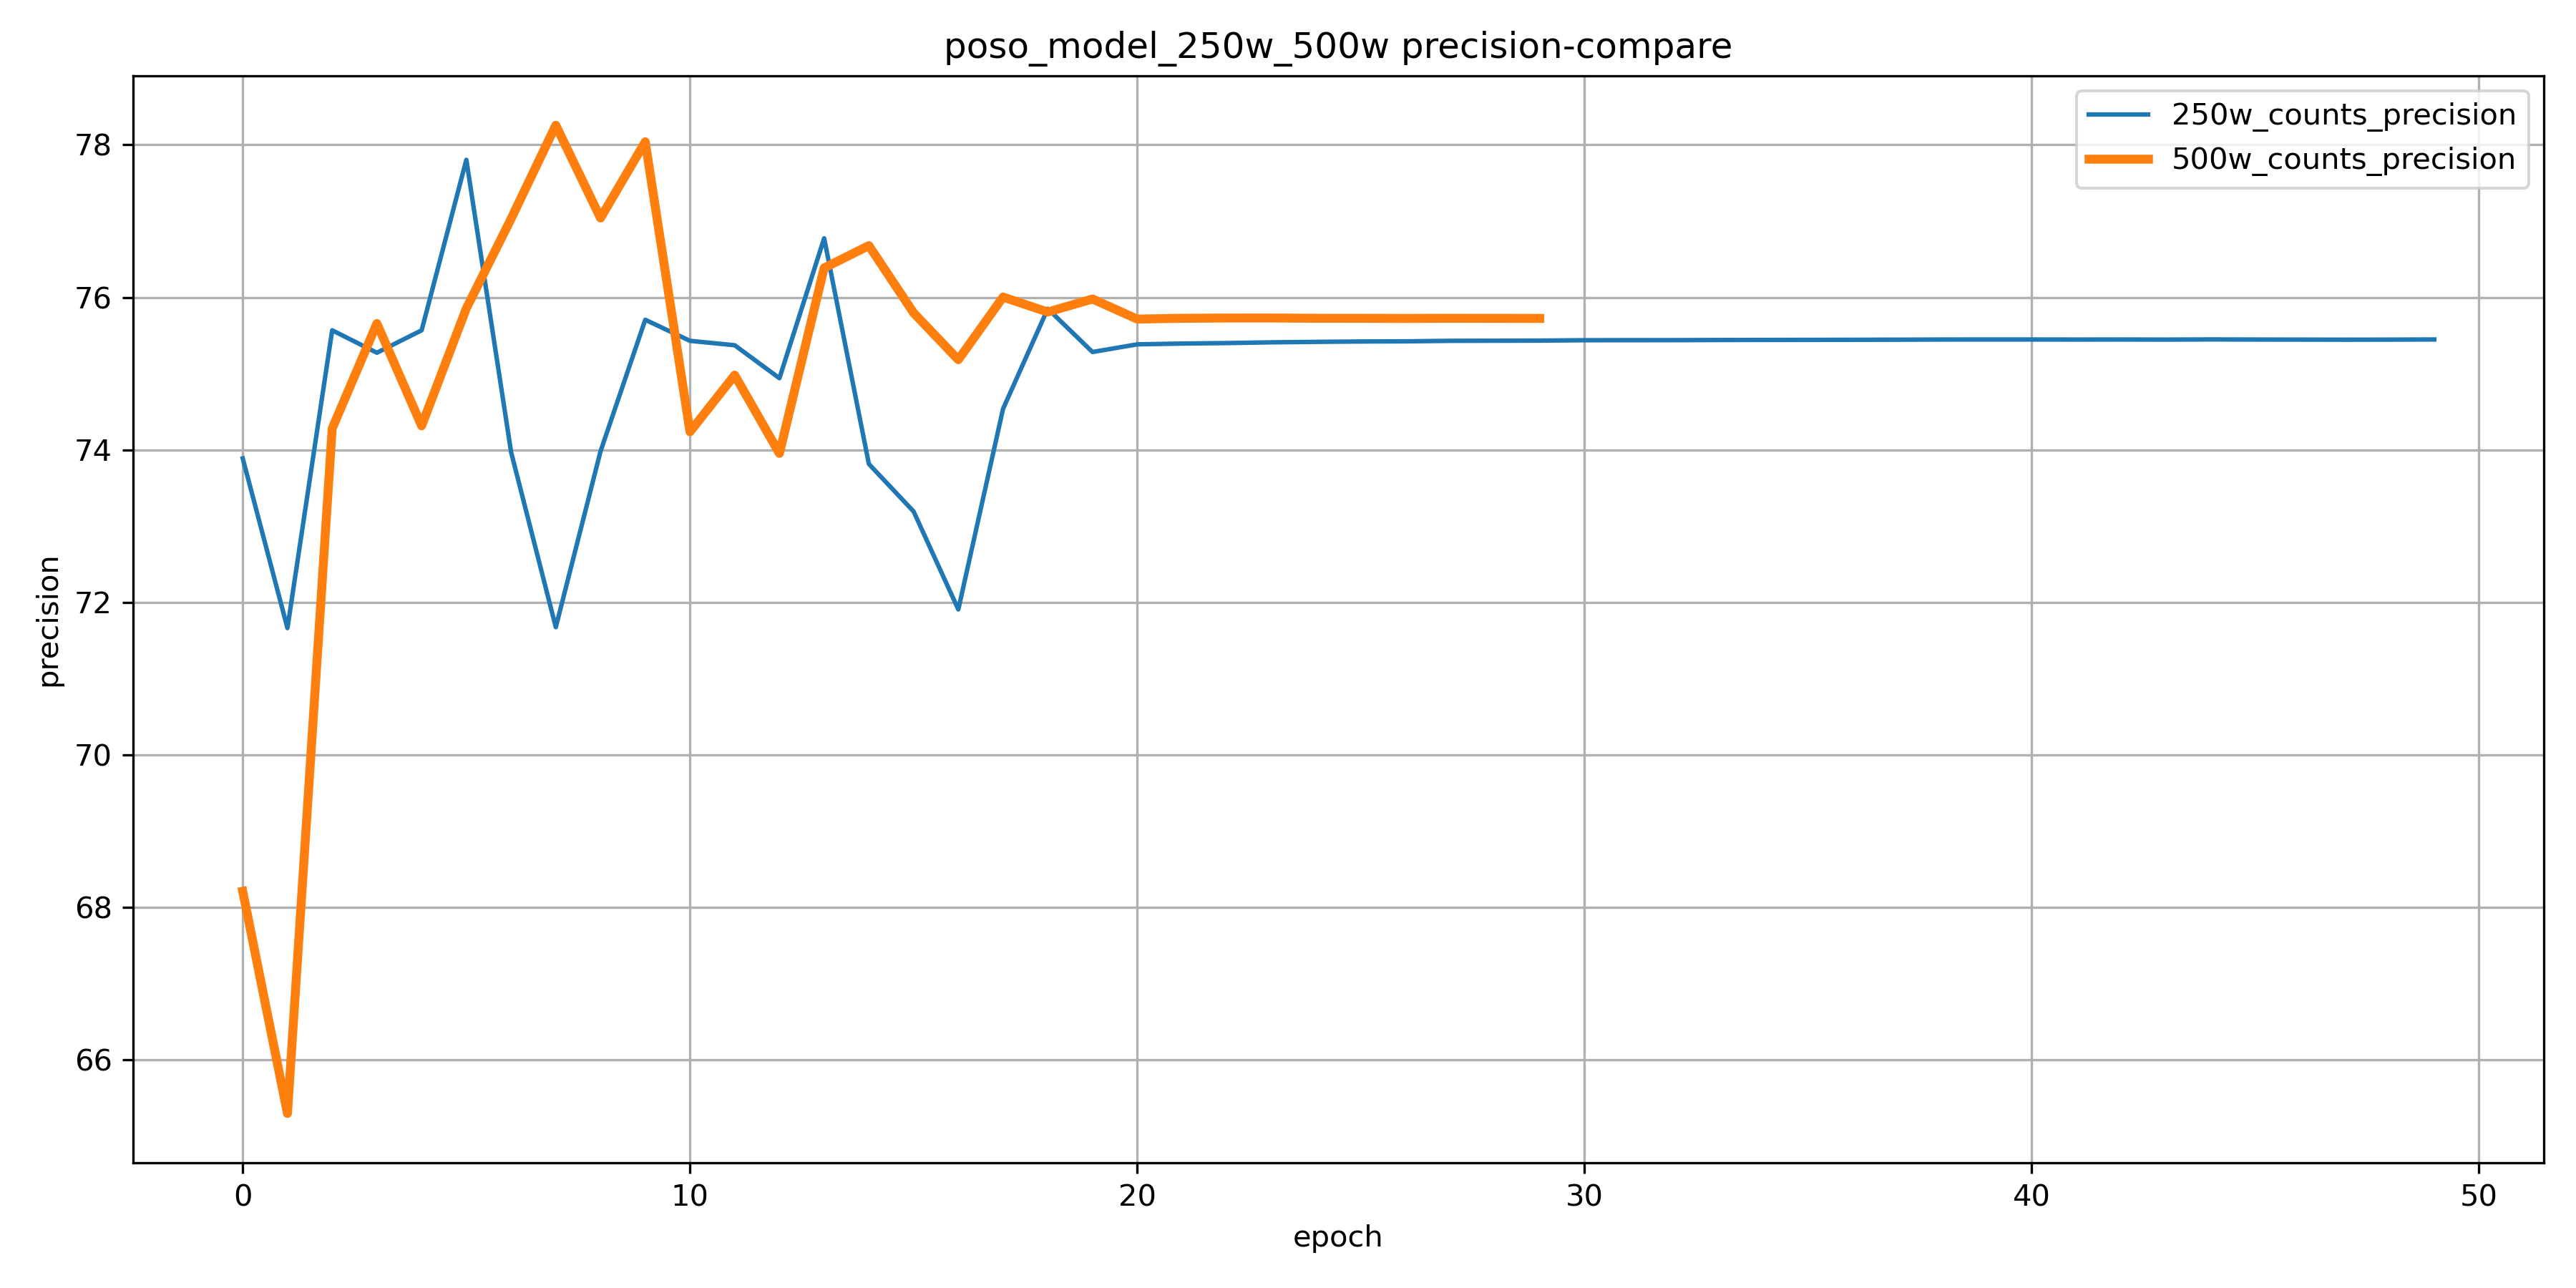 poso_model_250w_500w precision-compare
250w_counts_precision
500w_counts_precision
precision
78
76
74
72
70
68
66
0 10 20 30 40 50
epoch